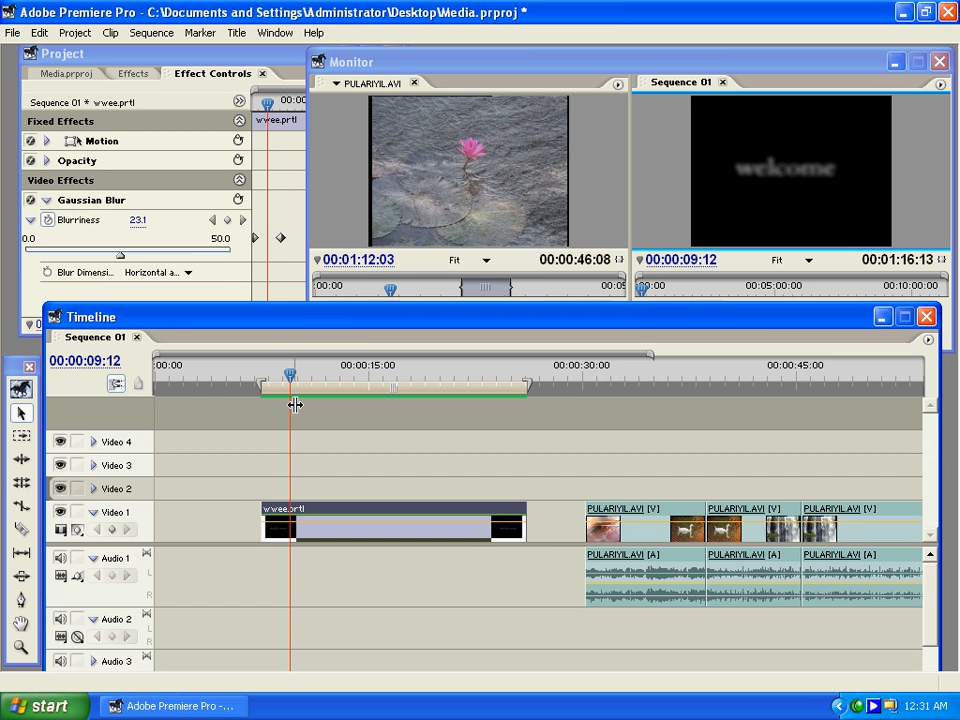 Adobe Premiere Pro - C:\Documents and Settings\Administrator\Desktop\Media.prproj *
File Edit Project Clip Sequence Marker Title Window Help
Project
Media.prproj Effects Effect Controls
Sequence 01 * wwee.prtl
00:00
Fixed Effects
wwee.prtl
Motion
Opacity
Video Effects
Gaussian Blur
Blurriness 23.1
0.0 50.0
Blur Dimensi... Horizontal a...
Monitor
PULARIYIL.AVI
Sequence 01
welcome
00:01:12:03 Fit 00:00:46:08
00:00:09:12 Fit 00:01:16:13
:00:00
00:05:00:00 00:10:00:00
Timeline
Sequence 01
00:00:09:12
:00:00 00:00:15:00 00:00:30:00 00:00:45:00
Video 4
Video 3
Video 2
Video 1
wwee.prtl
PULARIYIL.AVI [V] PULARIYIL.AVI [V] PULARIYIL.AVI [V]
Audio 1
L
R
PULARIYIL.AVI [A] PULARIYIL.AVI [A] PULARIYIL.AVI [A]
Audio 2
L
R
Audio 3
start
Adobe Premiere Pro -...
12:31 AM